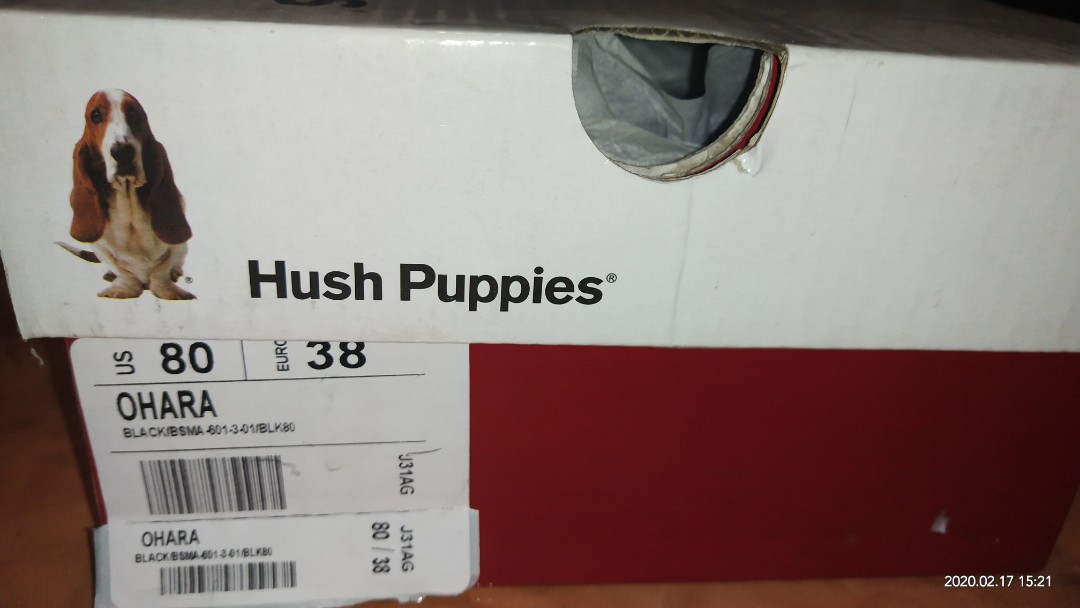 Hush Puppies®
US 80 EURO 38
OHARA
BLACK/BSMA-601-3-01/BLK80
J31AG
OHARA
BLACK/BSMA-601-3-01/BLK80
80 / 38
J31AG
2020.02.17 15:21